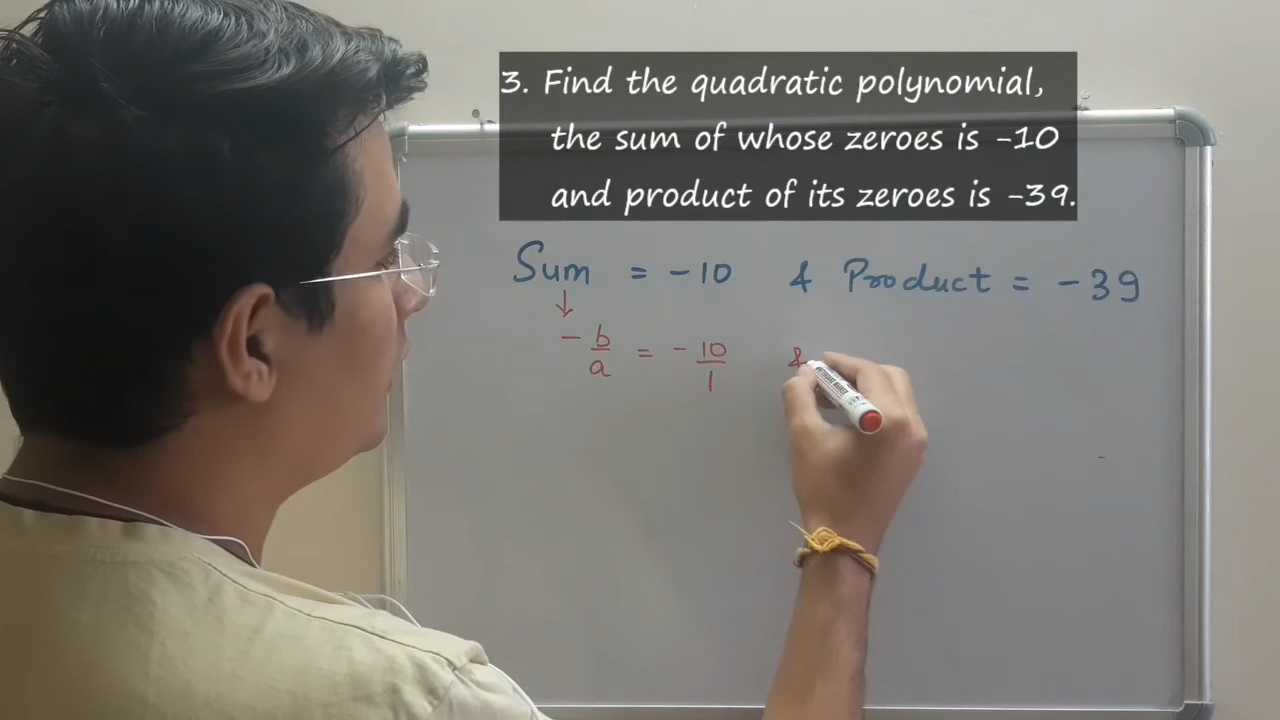 3. Find the quadratic polynomial,
the sum of whose zeroes is -10
and product of its zeroes is -39.
Sum = -10 & Product = -39
↓
- b/a = - 10/1 &